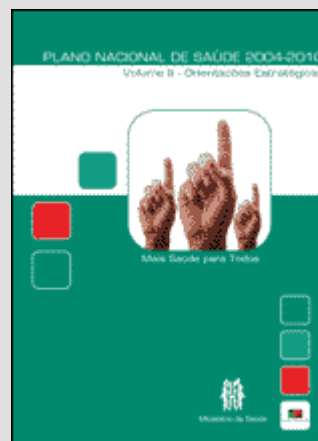 PLANO NACIONAL DE SAÚDE 2004-2010
Volume II - Orientações Estratégicas
Mais Saúde para Todos
Ministério da Saúde